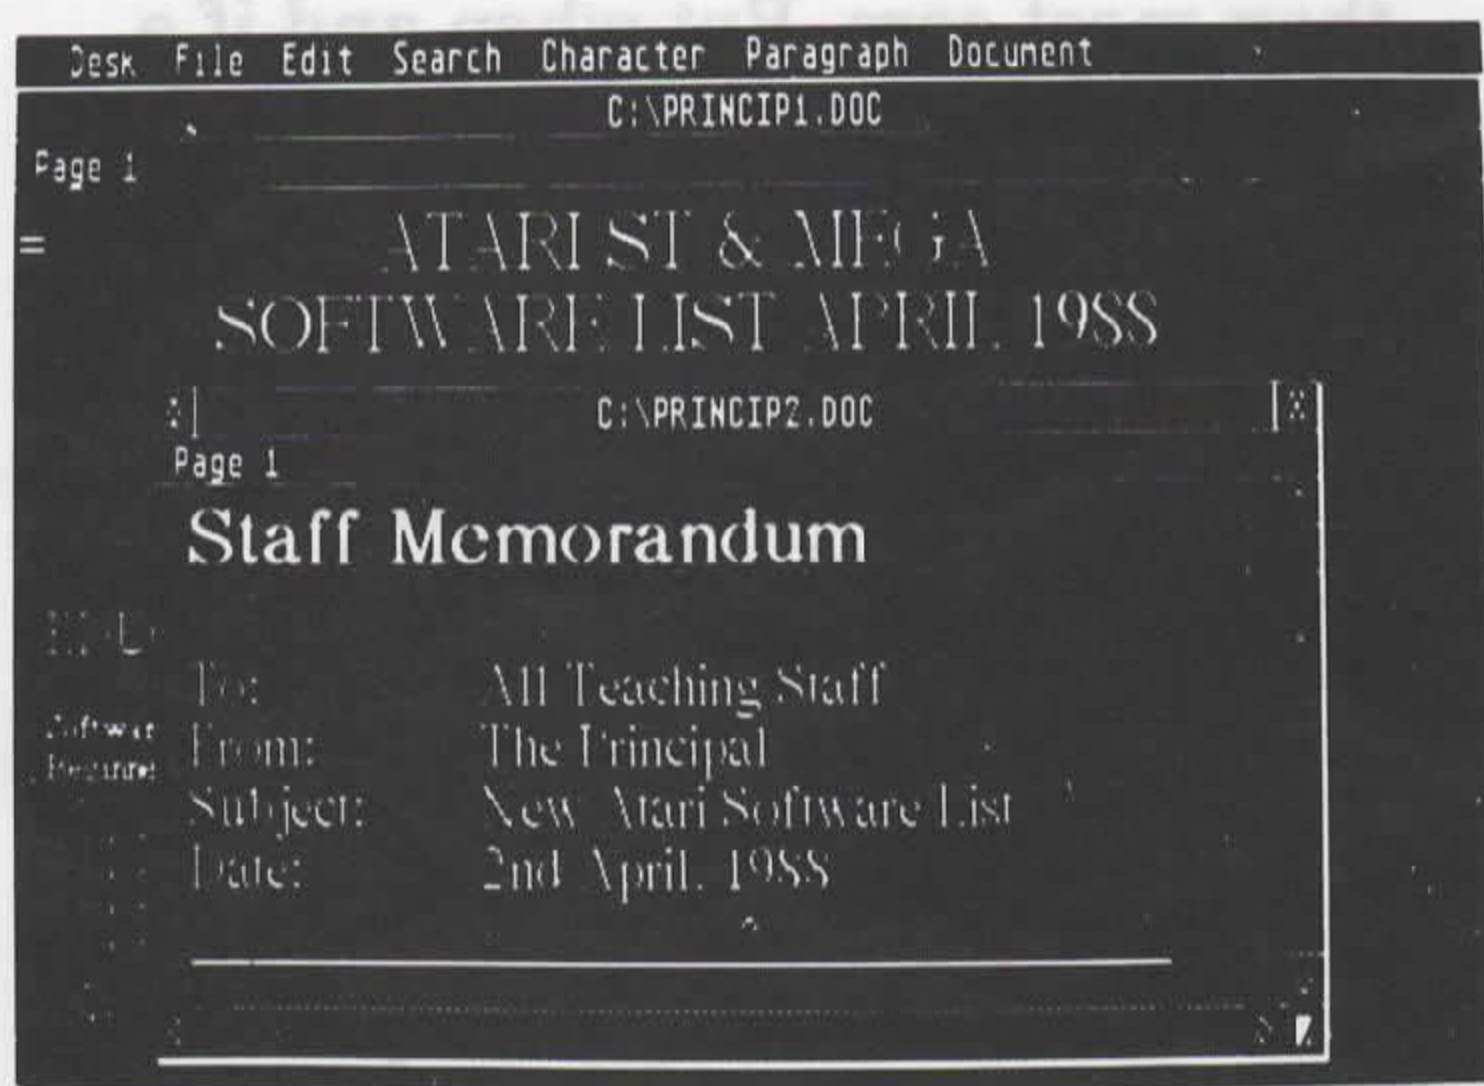 Desk File Edit Search Character Paragraph Document
C:\PRINCIP1.DOC
Page 1
ATARI ST & MEGA
SOFTWARE LIST APRIL 1988
C:\PRINCIP2.DOC
Page 1
Staff Memorandum
To: All Teaching Staff
From: The Principal
Subject: New Atari Software List
Date: 2nd April, 1988